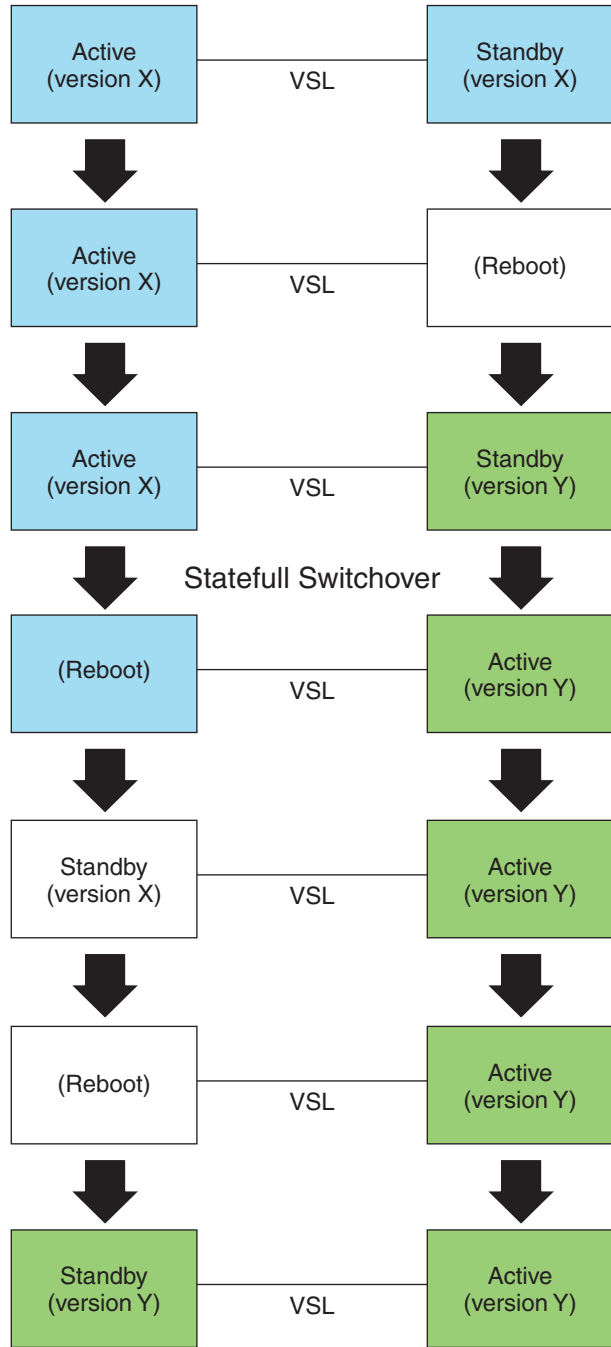 Active
(version X)
VSL
Standby
(version X)
Active
(version X)
VSL
(Reboot)
Active
(version X)
VSL
Standby
(version Y)
Statefull Switchover
(Reboot)
VSL
Active
(version Y)
Standby
(version X)
VSL
Active
(version Y)
(Reboot)
VSL
Active
(version Y)
Standby
(version Y)
VSL
Active
(version Y)